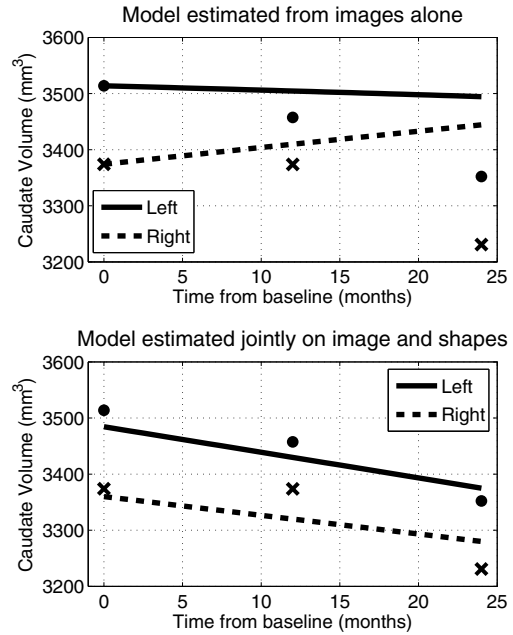 Model estimated from images alone
Caudate Volume (mm³)
3600
3500
3400
3300
3200
Left
Right
0 5 10 15 20 25
Time from baseline (months)
Model estimated jointly on image and shapes
Caudate Volume (mm³)
3600
3500
3400
3300
3200
Left
Right
0 5 10 15 20 25
Time from baseline (months)